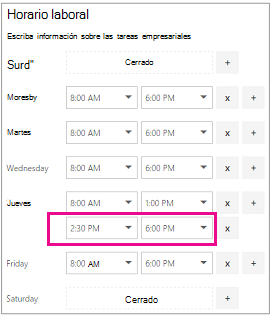 Horario laboral
Escriba información sobre las tareas empresariales
Surd" Cerrado +
Moresby 8:00 AM 6:00 PM x +
Martes 8:00 AM 6:00 PM x +
Wednesday 8:00 AM 6:00 PM x +
Jueves 8:00 AM 1:00 PM x +
2:30 PM 6:00 PM x
Friday 8:00 AM 6:00 PM x +
Saturday Cerrado +